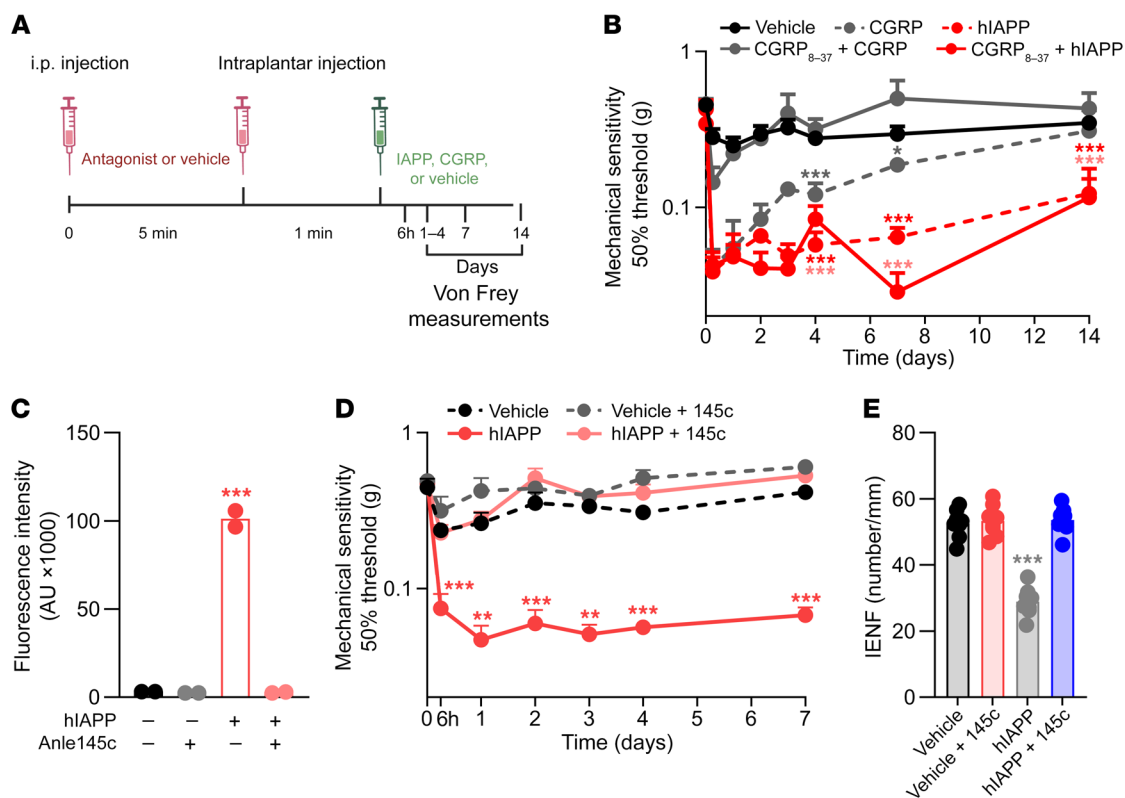 A
i.p. injection
Intraplantar injection
Antagonist or vehicle
IAPP, CGRP,
or vehicle
0
5 min
1 min
6h
1–4
7
14
Days
Von Frey
measurements
B
Vehicle
CGRP
hIAPP
CGRP8–37 + CGRP
CGRP8–37 + hIAPP
Mechanical sensitivity
50% threshold (g)
1
0.1
***
*
***
***
***
***
***
***
0 2 4 6 8 10 12 14
Time (days)
C
Fluorescence intensity
(AU ×1000)
150
100
50
0
***
hIAPP – – + +
Anle145c – + – +
D
Vehicle
Vehicle + 145c
hIAPP
hIAPP + 145c
Mechanical sensitivity
50% threshold (g)
1
0.1
***
**
***
**
***
***
0 6h 1 2 3 4 5 6 7
Time (days)
E
IENF (number/mm)
80
60
40
20
0
***
Vehicle
Vehicle + 145c
hIAPP
hIAPP + 145c